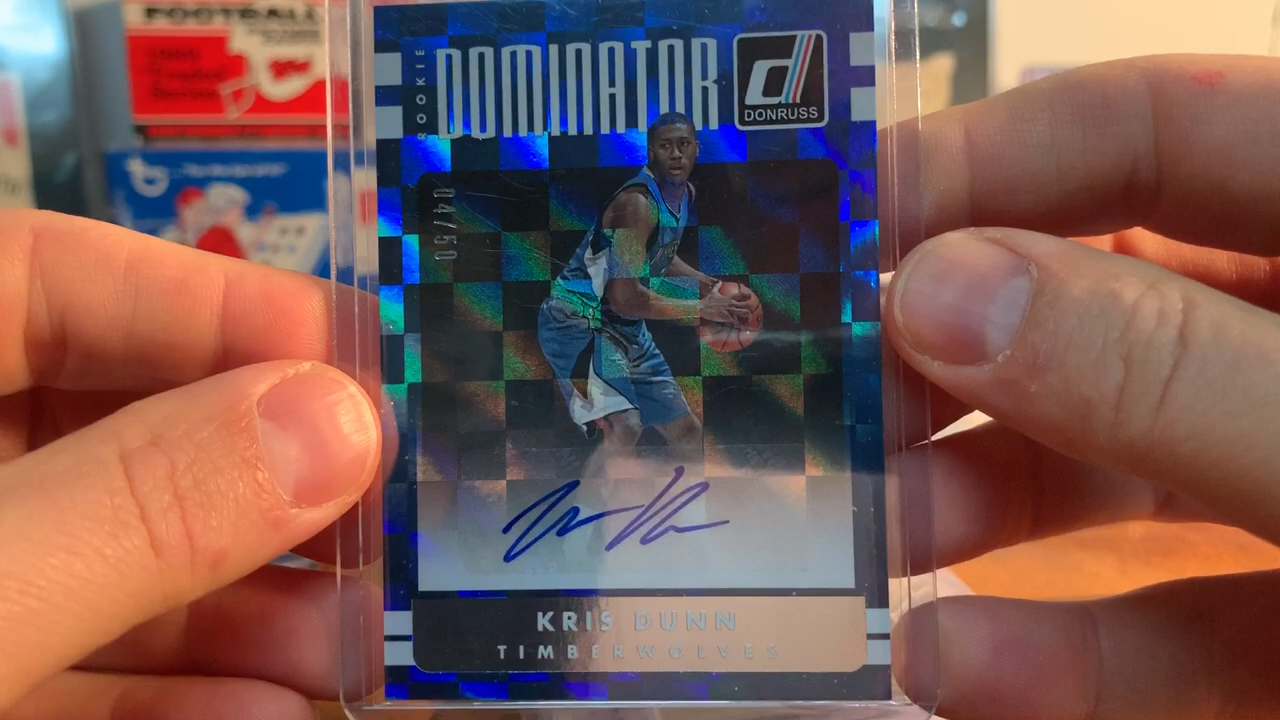 FOOTBALL
ROOKIE
DOMINATOR
d
DONRUSS
04/50
KRIS DUNN
TIMBERWOLVES